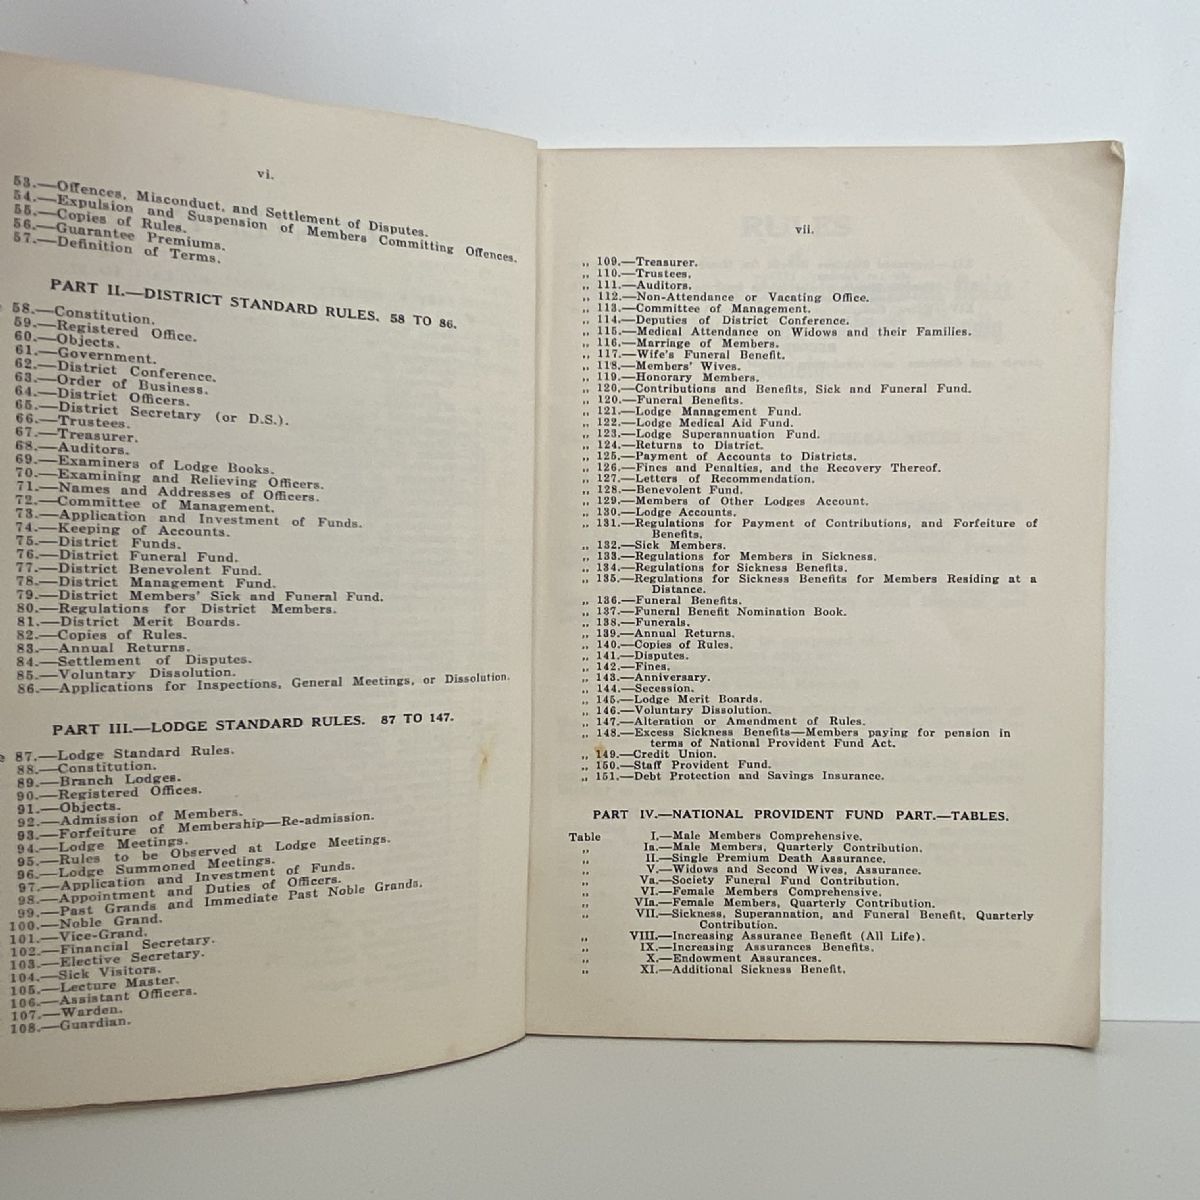 vi.
53.—Offences, Misconduct, and Settlement of Disputes.
54.—Expulsion and Suspension of Members Committing Offences.
55.—Copies of Rules.
56.—Guarantee Premiums.
57.—Definition of Terms.
PART II.—DISTRICT STANDARD RULES. 58 TO 86.
58.—Constitution.
59.—Registered Office.
60.—Objects.
61.—Government.
62.—District Conference.
63.—Order of Business.
64.—District Officers.
65.—District Secretary (or D.S.).
66.—Trustees.
67.—Treasurer.
68.—Auditors.
69.—Examiners of Lodge Books.
70.—Examining and Relieving Officers.
71.—Names and Addresses of Officers.
72.—Committee of Management.
73.—Application and Investment of Funds.
74.—Keeping of Accounts.
75.—District Funds.
76.—District Funeral Fund.
77.—District Benevolent Fund.
78.—District Management Fund.
79.—District Members' Sick and Funeral Fund.
80.—Regulations for District Members.
81.—District Merit Boards.
82.—Copies of Rules.
83.—Annual Returns.
84.—Settlement of Disputes.
85.—Voluntary Dissolution.
86.—Applications for Inspections, General Meetings, or Dissolution.
PART III.—LODGE STANDARD RULES. 87 TO 147.
87.—Lodge Standard Rules.
88.—Constitution.
89.—Branch Lodges.
90.—Registered Offices.
91.—Objects.
92.—Admission of Members.
93.—Forfeiture of Membership—Re-admission.
94.—Lodge Meetings.
95.—Rules to be Observed at Lodge Meetings.
96.—Lodge Summoned Meetings.
97.—Application and Investment of Funds.
98.—Appointment and Duties of Officers.
99.—Past Grands and Immediate Past Noble Grands.
100.—Noble Grand.
101.—Vice-Grand.
102.—Financial Secretary.
103.—Elective Secretary.
104.—Sick Visitors.
105.—Lecture Master.
106.—Assistant Officers.
107.—Warden.
108.—Guardian.
vii.
,, 109.—Treasurer.
,, 110.—Trustees.
,, 111.—Auditors.
,, 112.—Non-Attendance or Vacating Office.
,, 113.—Committee of Management.
,, 114.—Deputies of District Conference.
,, 115.—Medical Attendance on Widows and their Families.
,, 116.—Marriage of Members.
,, 117.—Wife's Funeral Benefit.
,, 118.—Members' Wives.
,, 119.—Honorary Members.
,, 120.—Contributions and Benefits, Sick and Funeral Fund.
,, 120.—Funeral Benefits.
,, 121.—Lodge Management Fund.
,, 122.—Lodge Medical Aid Fund.
,, 123.—Lodge Superannuation Fund.
,, 124.—Returns to District.
,, 125.—Payment of Accounts to Districts.
,, 126.—Fines and Penalties, and the Recovery Thereof.
,, 127.—Letters of Recommendation.
,, 128.—Benevolent Fund.
,, 129.—Members of Other Lodges Account.
,, 130.—Lodge Accounts.
,, 131.—Regulations for Payment of Contributions, and Forfeiture of
Benefits.
,, 132.—Sick Members.
,, 133.—Regulations for Members in Sickness.
,, 134.—Regulations for Sickness Benefits.
,, 135.—Regulations for Sickness Benefits for Members Residing at a
Distance.
,, 136.—Funeral Benefits.
,, 137.—Funeral Benefit Nomination Book.
,, 138.—Funerals.
,, 139.—Annual Returns.
,, 140.—Copies of Rules.
,, 141.—Disputes.
,, 142.—Fines.
,, 143.—Anniversary.
,, 144.—Secession.
,, 145.—Lodge Merit Boards.
,, 146.—Voluntary Dissolution.
,, 147.—Alteration or Amendment of Rules.
,, 148.—Excess Sickness Benefits—Members paying for pension in
terms of National Provident Fund Act.
,, 149.—Credit Union.
,, 150.—Staff Provident Fund.
,, 151.—Debt Protection and Savings Insurance.
PART IV.—NATIONAL PROVIDENT FUND PART.—TABLES.
Table I.—Male Members Comprehensive.
,, Ia.—Male Members, Quarterly Contribution.
,, II.—Single Premium Death Assurance.
,, V.—Widows and Second Wives, Assurance.
,, Va.—Society Funeral Fund Contribution.
,, VI.—Female Members Comprehensive.
,, VIa.—Female Members, Quarterly Contribution.
,, VII.—Sickness, Superannation, and Funeral Benefit, Quarterly
Contribution.
,, VIII.—Increasing Assurance Benefit (All Life).
,, IX.—Increasing Assurances Benefits.
,, X.—Endowment Assurances.
,, XI.—Additional Sickness Benefit.